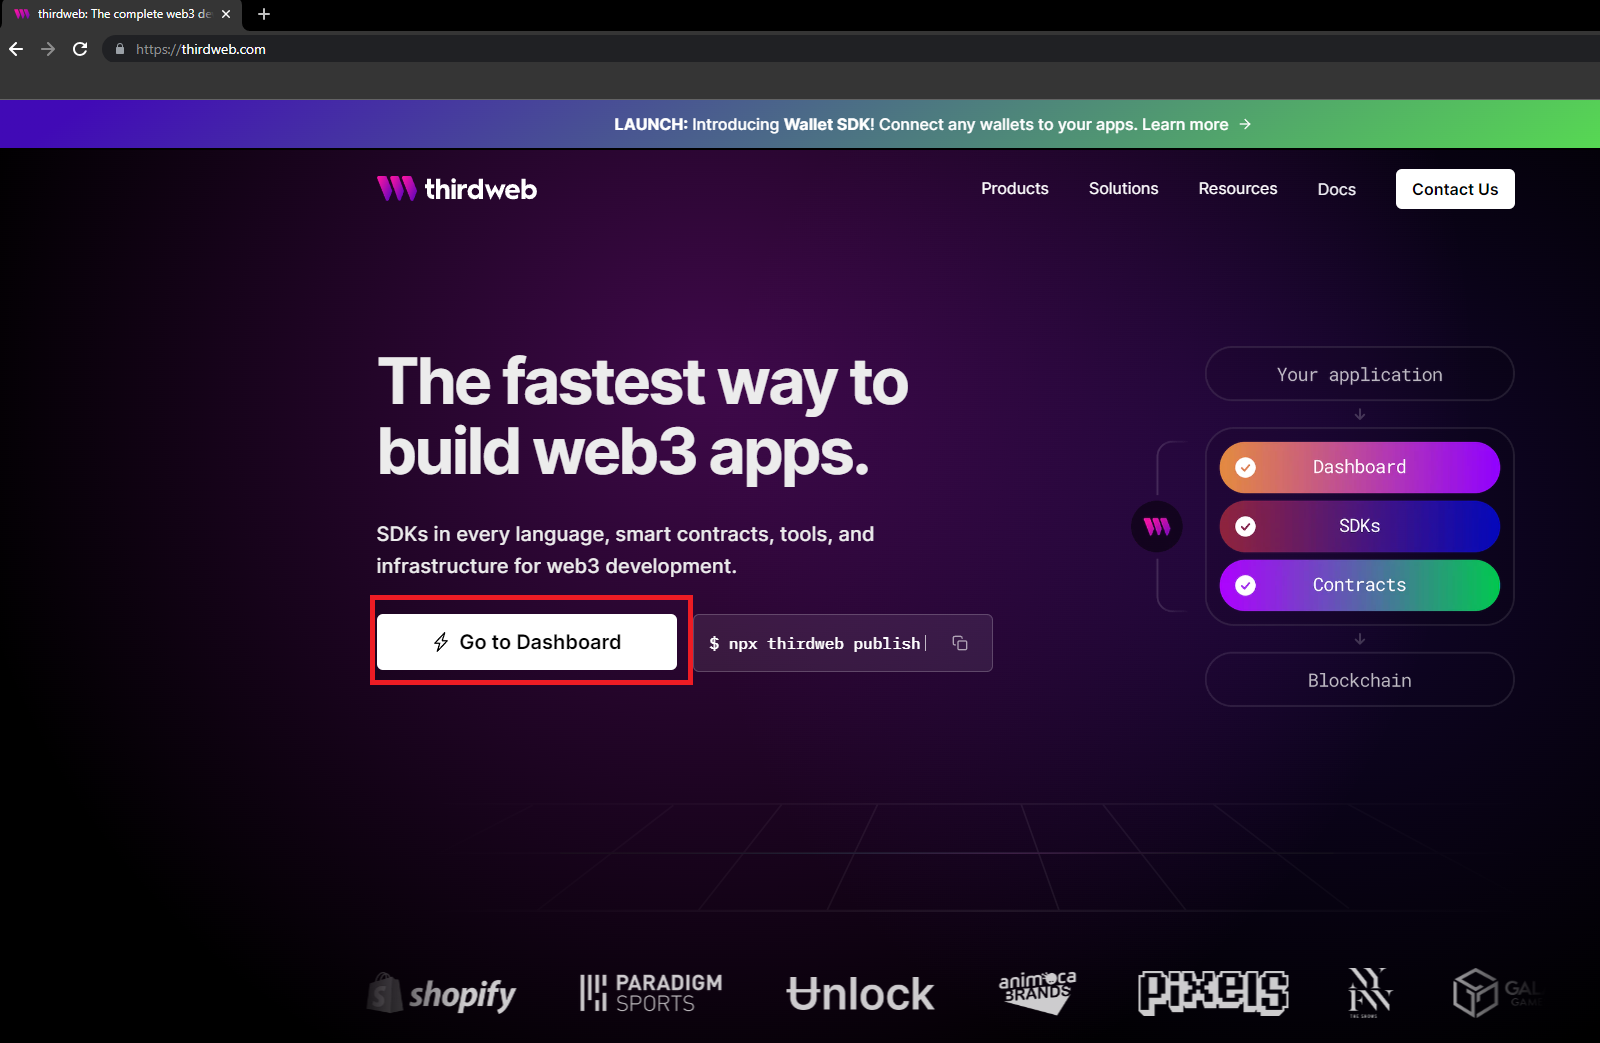 thirdweb: The complete web3 de
https://thirdweb.com
LAUNCH: Introducing Wallet SDK! Connect any wallets to your apps. Learn more →
thirdweb
Products
Solutions
Resources
Docs
Contact Us
The fastest way to
build web3 apps.
SDKs in every language, smart contracts, tools, and
infrastructure for web3 development.
Go to Dashboard
$ npx thirdweb publish
Your application
Dashboard
SDKs
Contracts
Blockchain
shopify
PARADIGM
SPORTS
Unlock
animoca
BRANDS
PIXELS
NY
FW
THE SHOWS
GAL
GAME